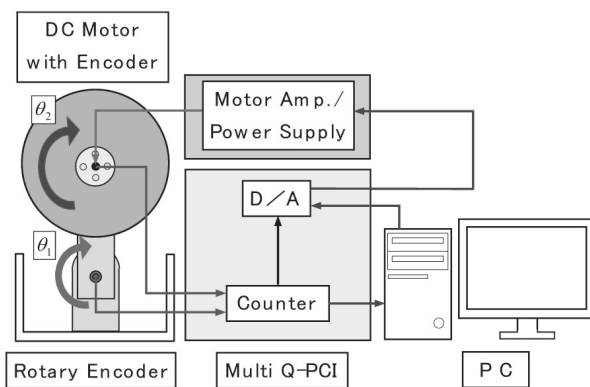 DC Motor
with Encoder
θ2
Motor Amp./
Power Supply
D/A
θ1
Counter
Rotary Encoder
Multi Q-PCI
PC